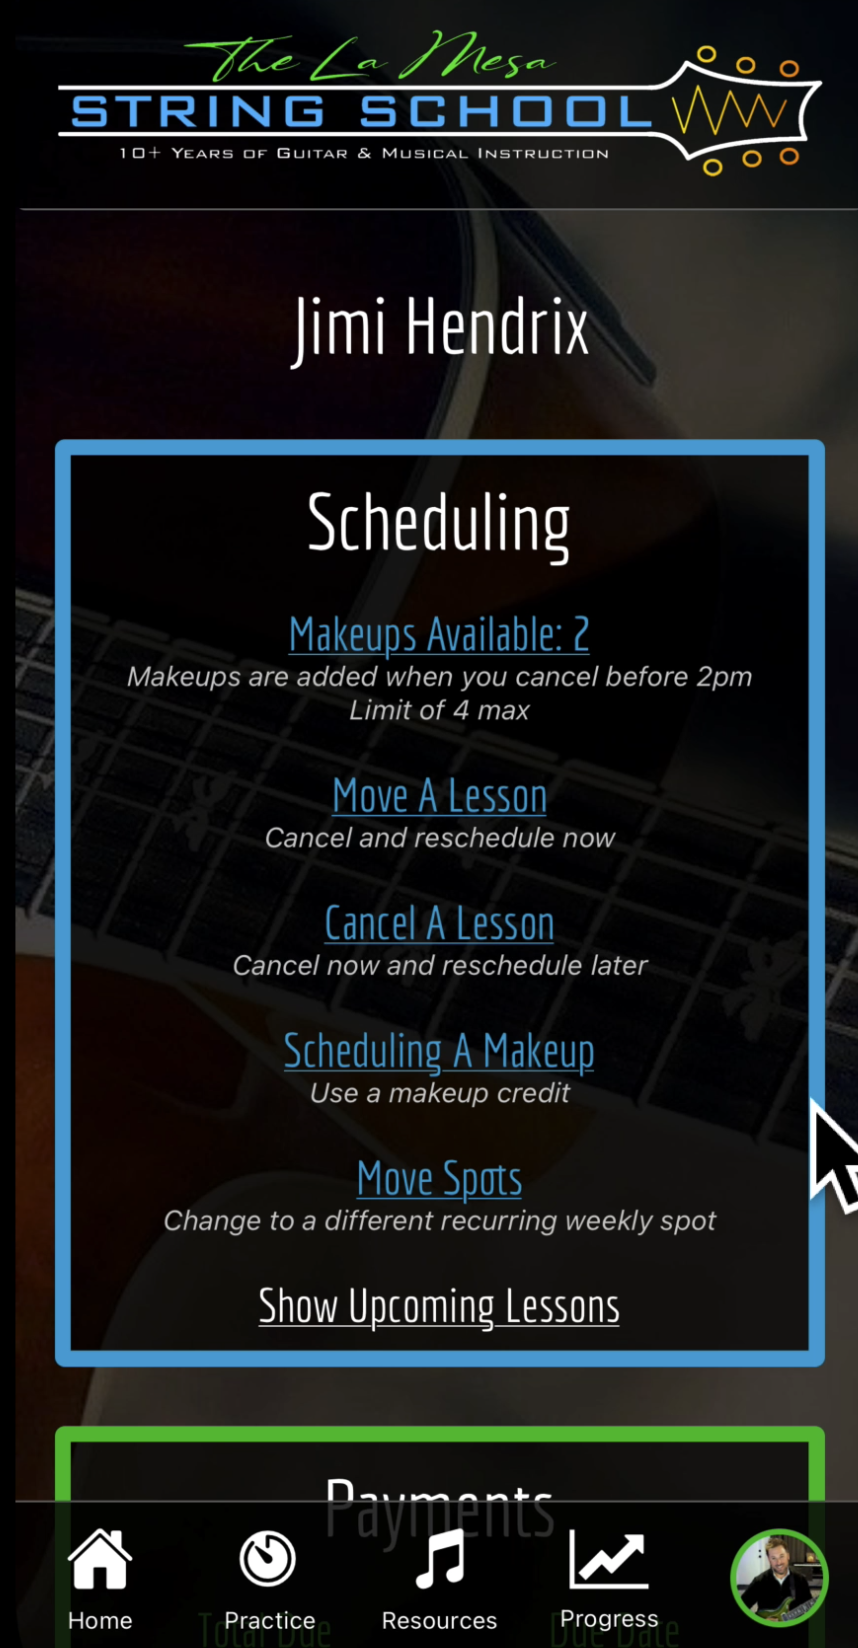 The La Mesa
STRING SCHOOL
10+ Years of Guitar & Musical Instruction
Jimi Hendrix
Scheduling
Makeups Available: 2
Makeups are added when you cancel before 2pm
Limit of 4 max
Move A Lesson
Cancel and reschedule now
Cancel A Lesson
Cancel now and reschedule later
Scheduling A Makeup
Use a makeup credit
Move Spots
Change to a different recurring weekly spot
Show Upcoming Lessons
Payments
Total Due Due Date
Home Practice Resources Progress